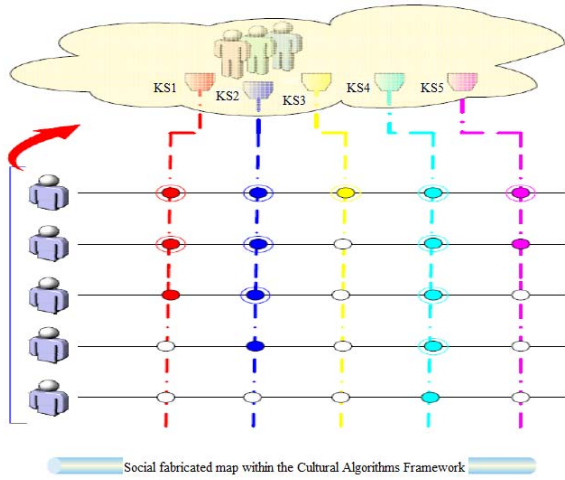 KS1
KS2
KS3
KS4
KS5
Social fabricated map within the Cultural Algorithms Framework